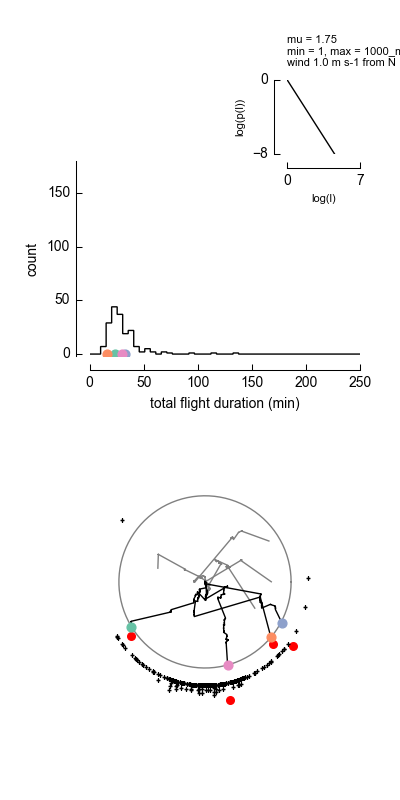 mu = 1.75
min = 1, max = 1000_m
wind 1.0 m s-1 from N
0
−8
log(p(l))
0 7
log(l)
150
100
50
0
count
0 50 100 150 200 250
total flight duration (min)